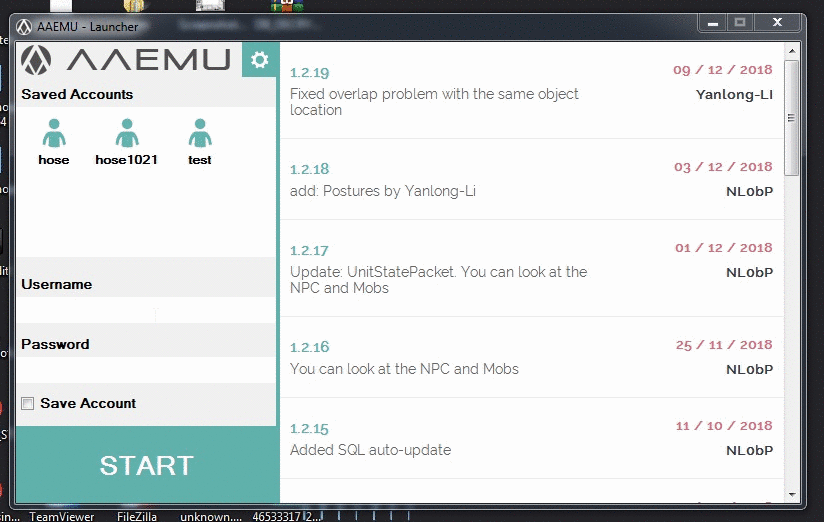 AAEMU - Launcher
AAEMU
Saved Accounts
hose
hose1021
test
Username
Password
Save Account
START
1.2.19
09 / 12 / 2018
Fixed overlap problem with the same object
location
Yanlong-LI
1.2.18
03 / 12 / 2018
add: Postures by Yanlong-Li
NL0bP
1.2.17
01 / 12 / 2018
Update: UnitStatePacket. You can look at the
NPC and Mobs
NL0bP
1.2.16
25 / 11 / 2018
You can look at the NPC and Mobs
NL0bP
1.2.15
11 / 10 / 2018
Added SQL auto-update
NL0bP
TeamViewer
FileZilla
unknown....
46533317 2...